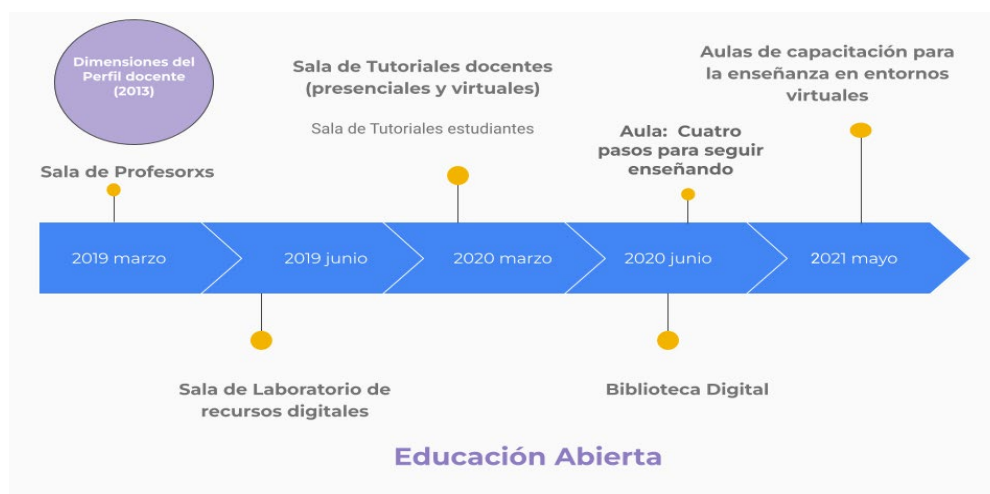 Dimensiones del
Perfil docente
(2013)
Sala de Profesorxs
Sala de Tutoriales docentes
(presenciales y virtuales)
Sala de Tutoriales estudiantes
Aula: Cuatro
pasos para seguir
enseñando
Aulas de capacitación para
la enseñanza en entornos
virtuales
2019 marzo
2019 junio
2020 marzo
2020 junio
2021 mayo
Sala de Laboratorio de
recursos digitales
Biblioteca Digital
Educación Abierta